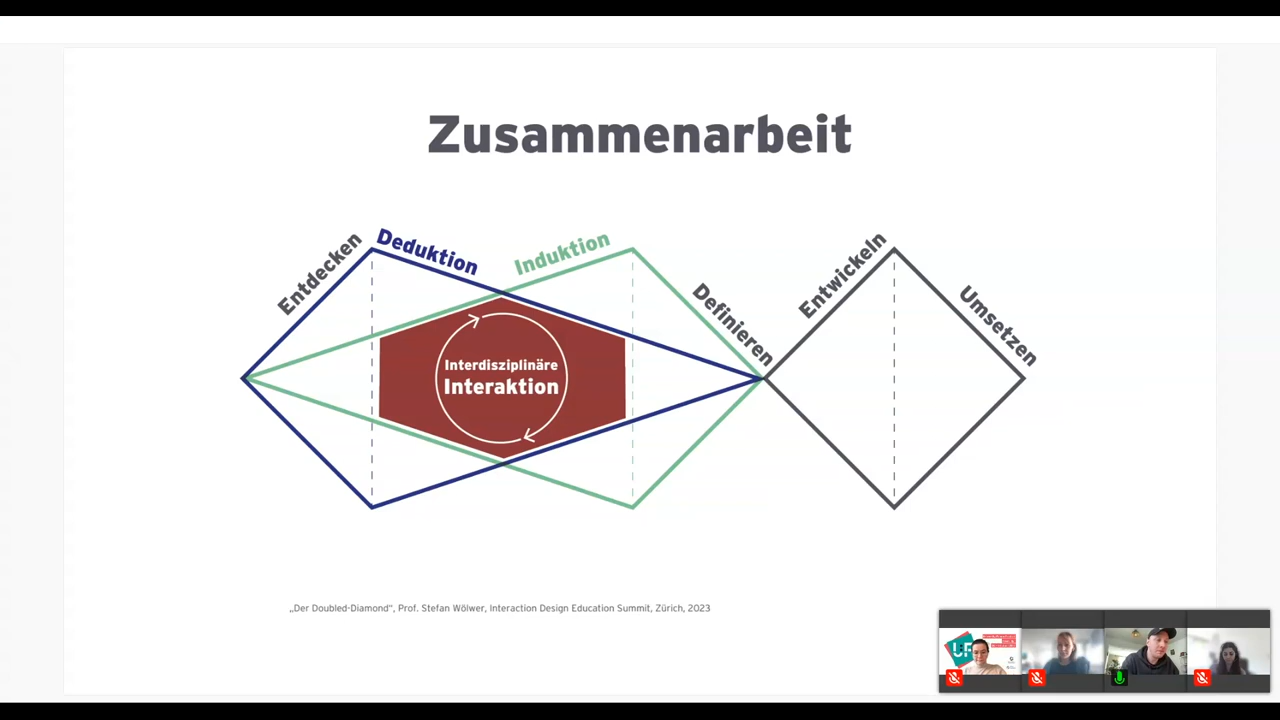 Zusammenarbeit
Entdecken
Deduktion
Induktion
Definieren
Entwickeln
Umsetzen
Interdisziplinäre
Interaktion
„Der Doubled-Diamond“, Prof. Stefan Wölwer, Interaction Design Education Summit, Zürich, 2023
UF